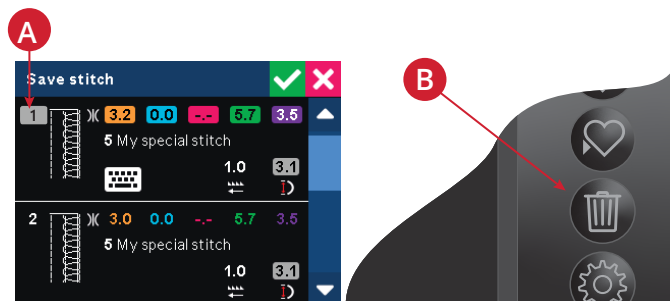 A
Save stitch
1 3.2 0.0 -.- 5.7 3.5
5 My special stitch
1.0 3.1
2 3.0 0.0 -.- 5.7 3.5
5 My special stitch
1.0 3.1
B